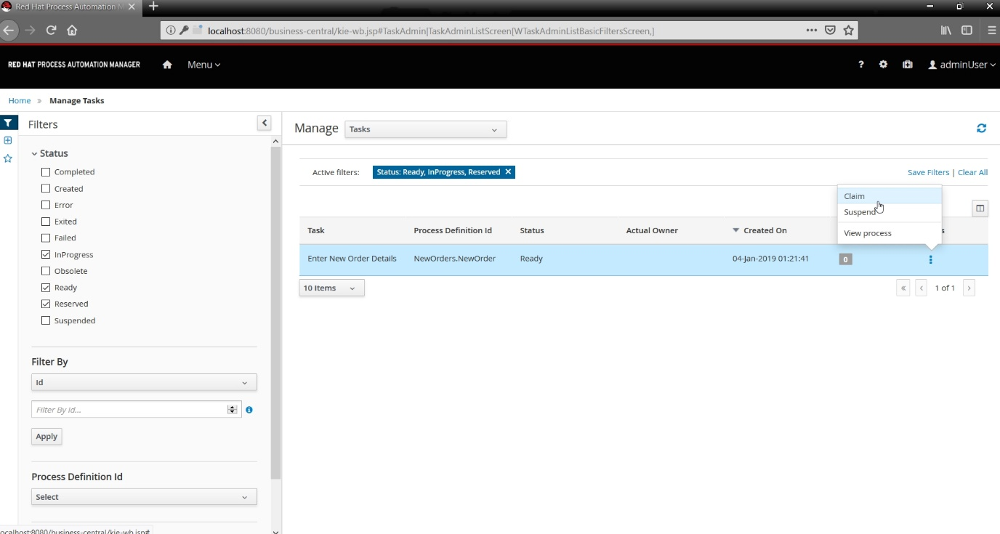 Red Hat Process Automation M
localhost:8080/business-central/kie-wb.jsp#TaskAdmin|TaskAdminListScreen[WTaskAdminListBasicFiltersScreen,]
RED HAT PROCESS AUTOMATION MANAGER
Menu
?
adminUser
Home » Manage Tasks
Filters
Status
Completed
Created
Error
Exited
Failed
InProgress
Obsolete
Ready
Reserved
Suspended
Filter By
Id
Filter By Id...
Apply
Process Definition Id
Select
ocalhost:8080/business-central/kie-wb.jsp#
Manage Tasks
Active filters: Status: Ready, InProgress, Reserved ×
Save Filters | Clear All
Claim
Suspend
View process
Task Process Definition Id Status Actual Owner Created On s
Enter New Order Details NewOrders.NewOrder Ready 04-Jan-2019 01:21:41 0
10 Items
« ‹ 1 of 1 ›